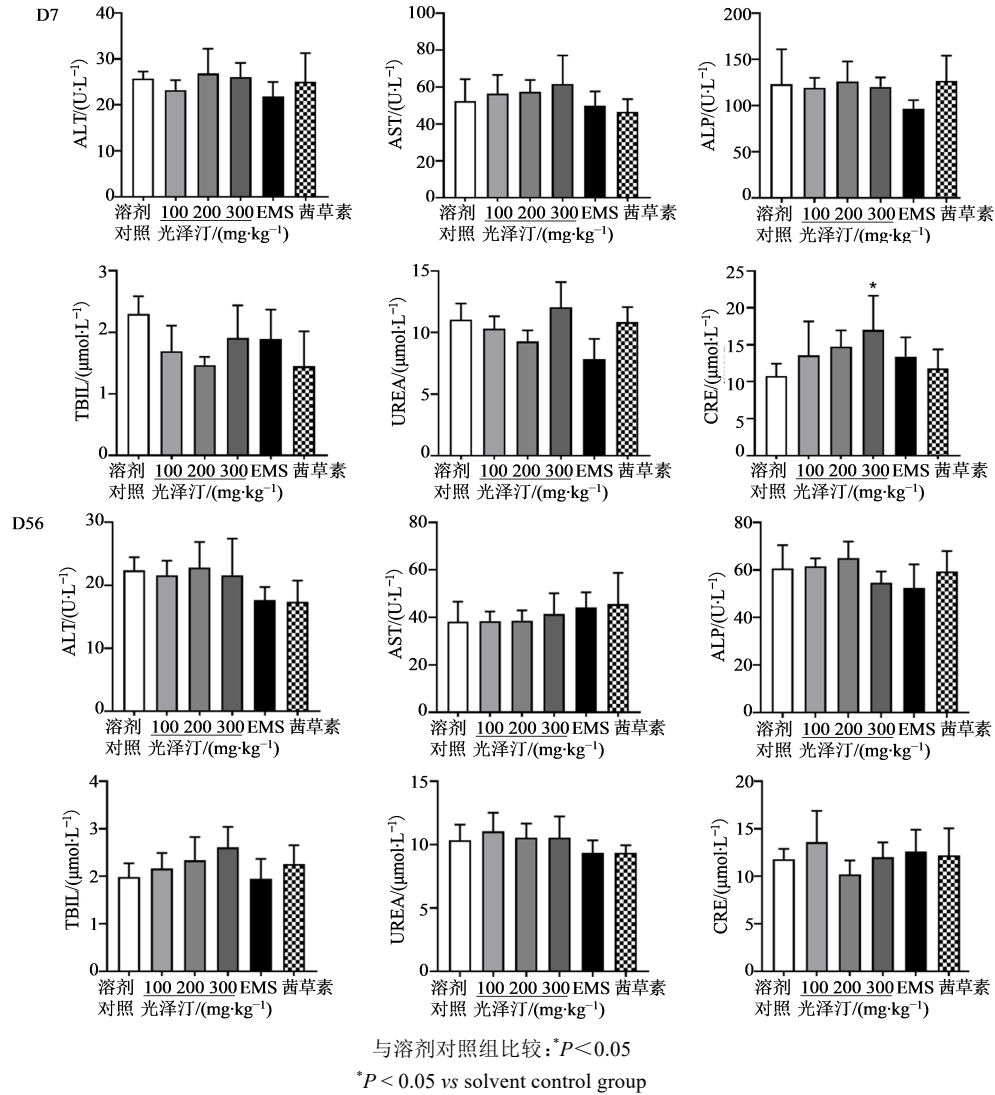 D7
ALT/(U·L⁻¹)
40
30
20
10
0
溶剂 100 200 300 EMS 茜草素
对照 光泽汀/(mg·kg⁻¹)
AST/(U·L⁻¹)
100
80
60
40
20
0
溶剂 100 200 300 EMS 茜草素
对照 光泽汀/(mg·kg⁻¹)
ALP/(U·L⁻¹)
200
150
100
50
0
溶剂 100 200 300 EMS 茜草素
对照 光泽汀/(mg·kg⁻¹)
TBIL/(μmol·L⁻¹)
3
2
1
0
溶剂 100 200 300 EMS 茜草素
对照 光泽汀/(mg·kg⁻¹)
UREA/(μmol·L⁻¹)
15
10
5
0
溶剂 100 200 300 EMS 茜草素
对照 光泽汀/(mg·kg⁻¹)
CRE/(μmol·L⁻¹)
25
20
15
10
5
0
*
溶剂 100 200 300 EMS 茜草素
对照 光泽汀/(mg·kg⁻¹)
D56
ALT/(U·L⁻¹)
30
20
10
0
溶剂 100 200 300 EMS 茜草素
对照 光泽汀/(mg·kg⁻¹)
AST/(U·L⁻¹)
80
60
40
20
0
溶剂 100 200 300 EMS 茜草素
对照 光泽汀/(mg·kg⁻¹)
ALP/(U·L⁻¹)
80
60
40
20
0
溶剂 100 200 300 EMS 茜草素
对照 光泽汀/(mg·kg⁻¹)
TBIL/(μmol·L⁻¹)
4
3
2
1
0
溶剂 100 200 300 EMS 茜草素
对照 光泽汀/(mg·kg⁻¹)
UREA/(μmol·L⁻¹)
15
10
5
0
溶剂 100 200 300 EMS 茜草素
对照 光泽汀/(mg·kg⁻¹)
CRE/(μmol·L⁻¹)
20
15
10
5
0
溶剂 100 200 300 EMS 茜草素
对照 光泽汀/(mg·kg⁻¹)
与溶剂对照组比较:*P<0.05
*P < 0.05 vs solvent control group